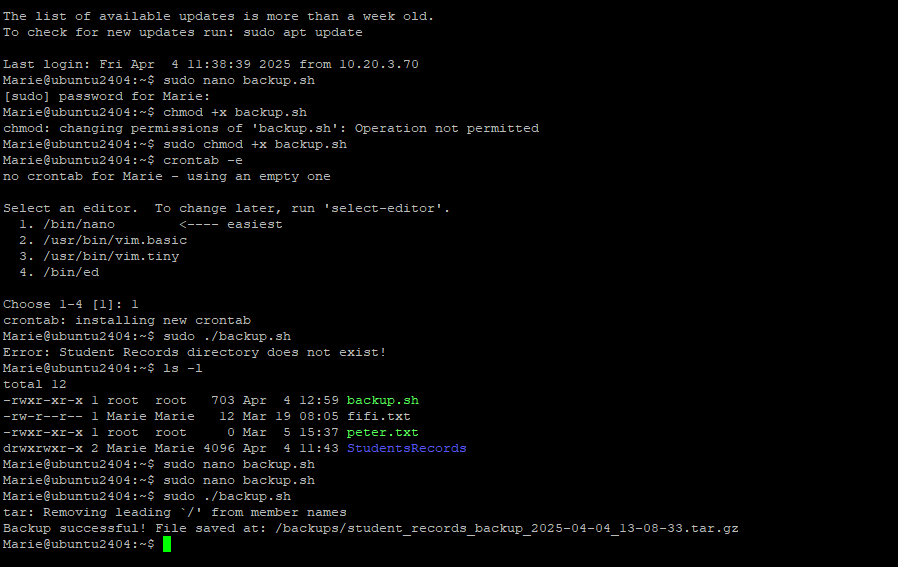 The list of available updates is more than a week old.
To check for new updates run: sudo apt update
Last login: Fri Apr  4 11:38:39 2025 from 10.20.3.70
Marie@ubuntu2404:~$ sudo nano backup.sh
[sudo] password for Marie:
Marie@ubuntu2404:~$ chmod +x backup.sh
chmod: changing permissions of 'backup.sh': Operation not permitted
Marie@ubuntu2404:~$ sudo chmod +x backup.sh
Marie@ubuntu2404:~$ crontab -e
no crontab for Marie - using an empty one
Select an editor.  To change later, run 'select-editor'.
  1. /bin/nano        <---- easiest
  2. /usr/bin/vim.basic
  3. /usr/bin/vim.tiny
  4. /bin/ed
Choose 1-4 [1]: 1
crontab: installing new crontab
Marie@ubuntu2404:~$ sudo ./backup.sh
Error: Student Records directory does not exist!
Marie@ubuntu2404:~$ ls -l
total 12
-rwxr-xr-x 1 root  root   703 Apr  4 12:59 backup.sh
-rw-r--r-- 1 Marie Marie   12 Mar 19 08:05 fifi.txt
-rwxr-xr-x 1 root  root     0 Mar  5 15:37 peter.txt
drwxrwxr-x 2 Marie Marie 4096 Apr  4 11:43 StudentsRecords
Marie@ubuntu2404:~$ sudo nano backup.sh
Marie@ubuntu2404:~$ sudo nano backup.sh
Marie@ubuntu2404:~$ sudo ./backup.sh
tar: Removing leading `/' from member names
Backup successful! File saved at: /backups/student_records_backup_2025-04-04_13-08-33.tar.gz
Marie@ubuntu2404:~$